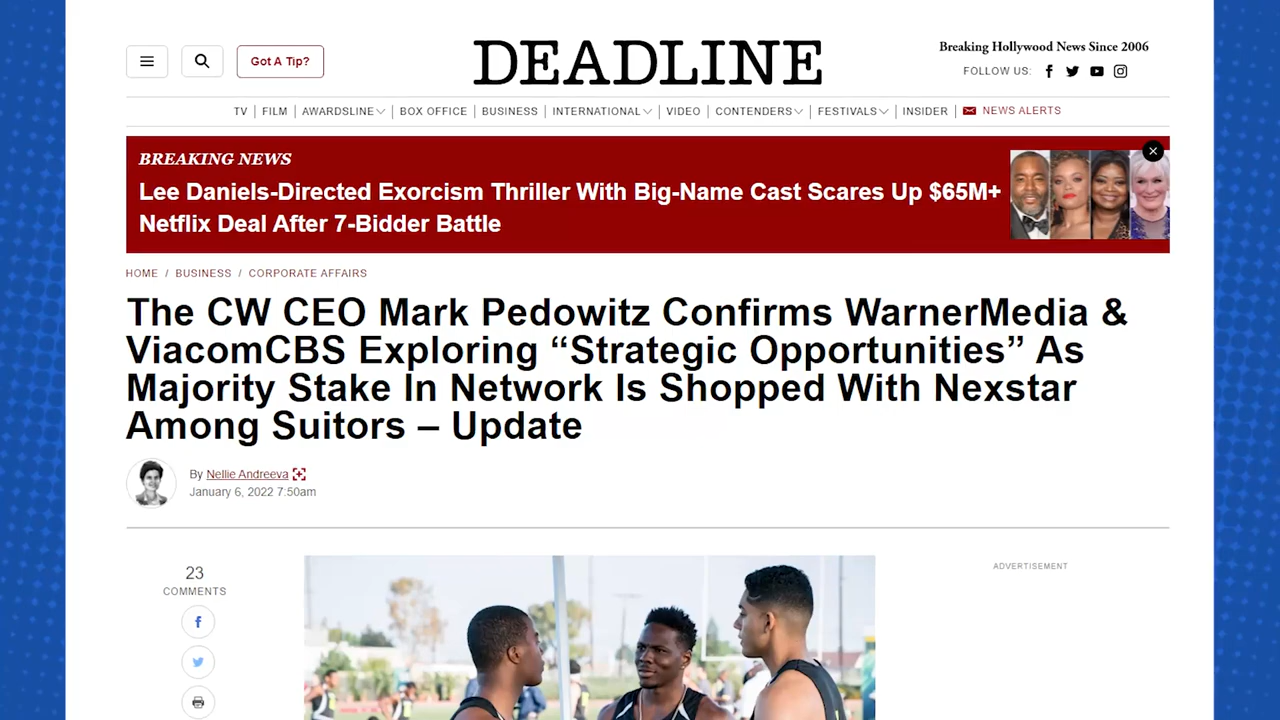 Got A Tip?
DEADLINE
Breaking Hollywood News Since 2006
FOLLOW US:
TV | FILM | AWARDSLINE | BOX OFFICE | BUSINESS | INTERNATIONAL | VIDEO | CONTENDERS | FESTIVALS | INSIDER | NEWS ALERTS
BREAKING NEWS
Lee Daniels-Directed Exorcism Thriller With Big-Name Cast Scares Up $65M+
Netflix Deal After 7-Bidder Battle
HOME / BUSINESS / CORPORATE AFFAIRS
The CW CEO Mark Pedowitz Confirms WarnerMedia &
ViacomCBS Exploring “Strategic Opportunities” As
Majority Stake In Network Is Shopped With Nexstar
Among Suitors – Update
By Nellie Andreeva
January 6, 2022 7:50am
23
COMMENTS
ADVERTISEMENT